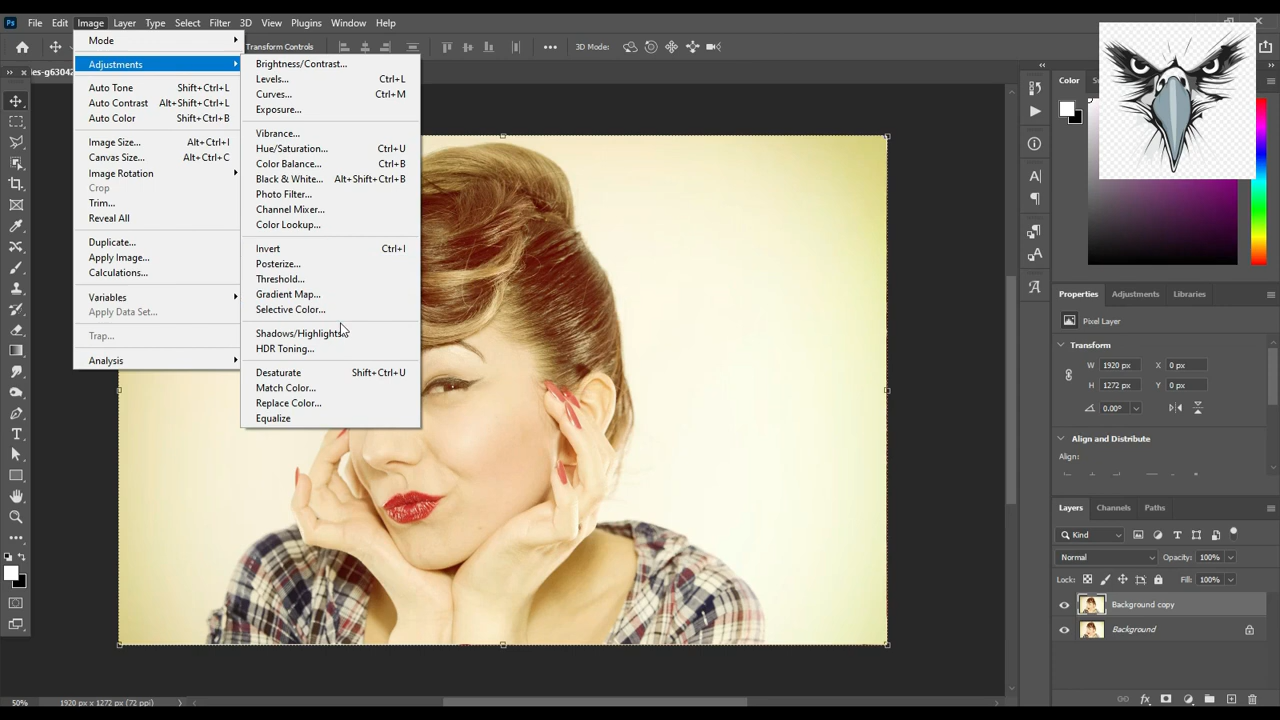 Ps File Edit Image Layer Type Select Filter 3D View Plugins Window Help
Transform Controls
3D Mode:
Mode
Adjustments
Auto Tone Shift+Ctrl+L
Auto Contrast Alt+Shift+Ctrl+L
Auto Color Shift+Ctrl+B
Image Size... Alt+Ctrl+I
Canvas Size... Alt+Ctrl+C
Image Rotation
Crop
Trim...
Reveal All
Duplicate...
Apply Image...
Calculations...
Variables
Apply Data Set...
Trap...
Analysis
Brightness/Contrast...
Levels... Ctrl+L
Curves... Ctrl+M
Exposure...
Vibrance...
Hue/Saturation... Ctrl+U
Color Balance... Ctrl+B
Black & White... Alt+Shift+Ctrl+B
Photo Filter...
Channel Mixer...
Color Lookup...
Invert Ctrl+I
Posterize...
Threshold...
Gradient Map...
Selective Color...
Shadows/Highlights
HDR Toning...
Desaturate Shift+Ctrl+U
Match Color...
Replace Color...
Equalize
Color
Properties Adjustments Libraries
Pixel Layer
Transform
W 1920 px X 0 px
H 1272 px Y 0 px
0.00°
Align and Distribute
Align:
Layers Channels Paths
Kind
Normal Opacity: 100%
Lock: Fill: 100%
Background copy
Background
50% 1920 px x 1272 px (72 ppi)